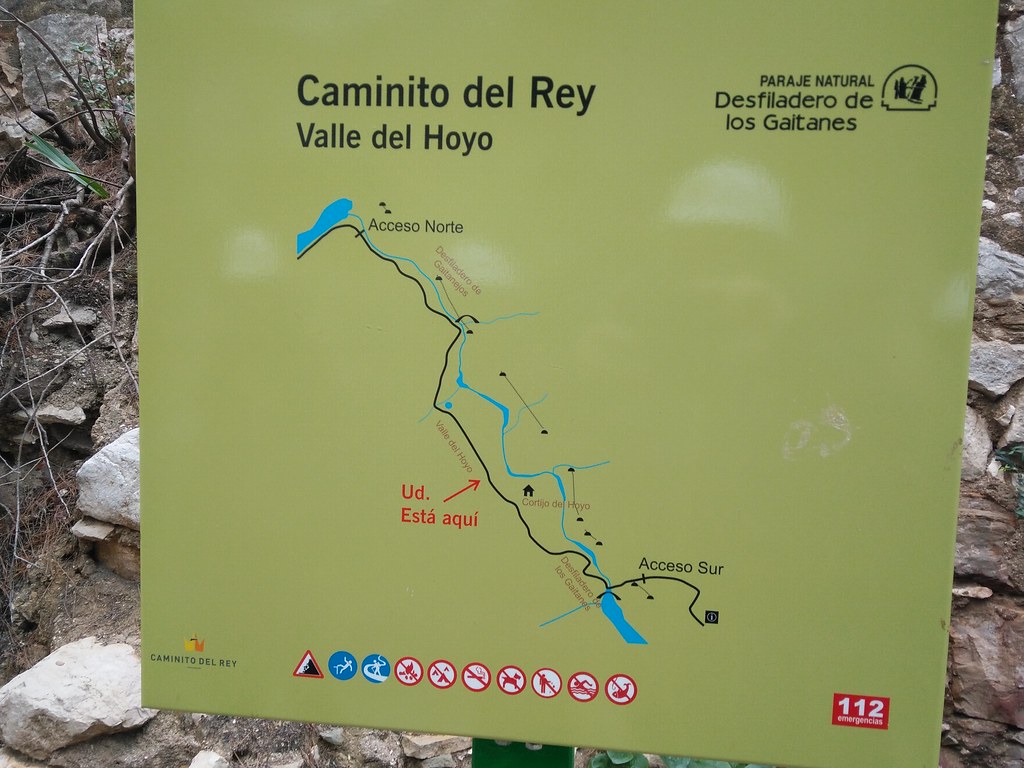 Caminito del Rey
Valle del Hoyo
PARAJE NATURAL
Desfiladero de
los Gaitanes
Acceso Norte
Desfiladero de
Gaitanejos
Valle del Hoyo
Ud.
Está aquí
Cortijo del Hoyo
Desfiladero de
los Gaitanes
Acceso Sur
CAMINITO DEL REY
112
emergencias